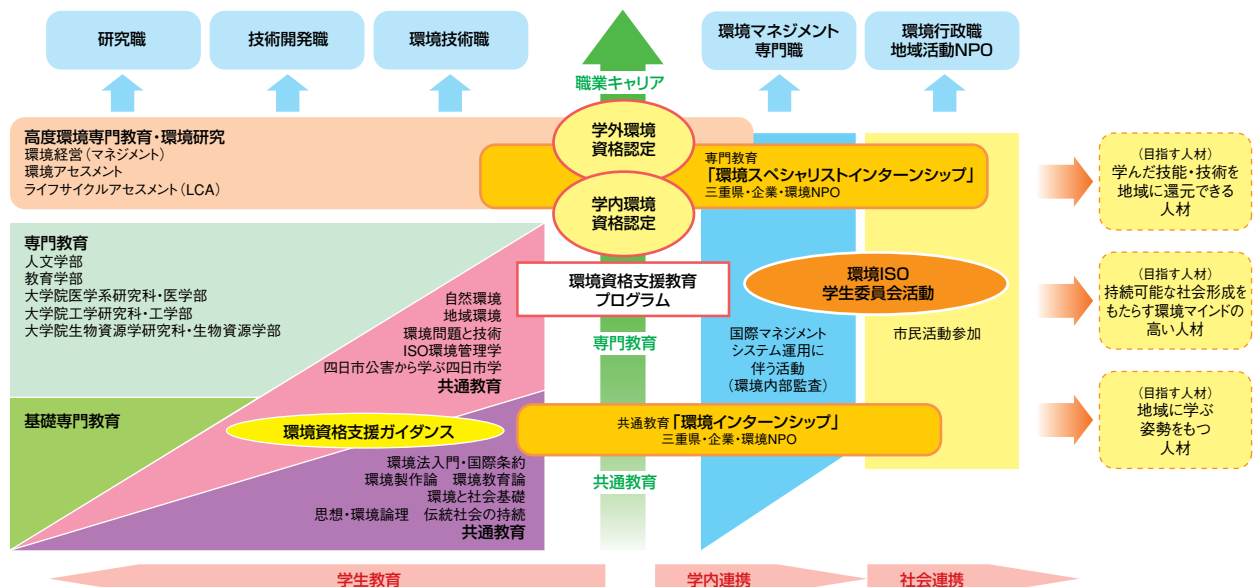 研究職
技術開発職
環境技術職
環境マネジメント
専門職
環境行政職
地域活動NPO
職業キャリア
高度環境専門教育・環境研究
環境経営(マネジメント)
環境アセスメント
ライフサイクルアセスメント(LCA)
学外環境
資格認定
専門教育
「環境スペシャリストインターンシップ」
三重県・企業・環境NPO
学内環境
資格認定
(目指す人材)
学んだ技能・技術を
地域に還元できる
人材
専門教育
人文学部
教育学部
大学院医学系研究科・医学部
大学院工学研究科・工学部
大学院生物資源学研究科・生物資源学部
自然環境
地域環境
環境問題と技術
ISO環境管理学
四日市公害から学ぶ四日市学
共通教育
環境資格支援教育
プログラム
専門教育
環境ISO
学生委員会活動
国際マネジメント
システム運用に
伴う活動
(環境内部監査)
市民活動参加
(目指す人材)
持続可能な社会形成を
もたらす環境マインドの
高い人材
基礎専門教育
環境資格支援ガイダンス
共通教育「環境インターンシップ」
三重県・企業・環境NPO
(目指す人材)
地域に学ぶ
姿勢をもつ
人材
環境法入門・国際条約
環境製作論 環境教育論
環境と社会基礎
思想・環境論理 伝統社会の持続
共通教育
共通教育
学生教育
学内連携
社会連携